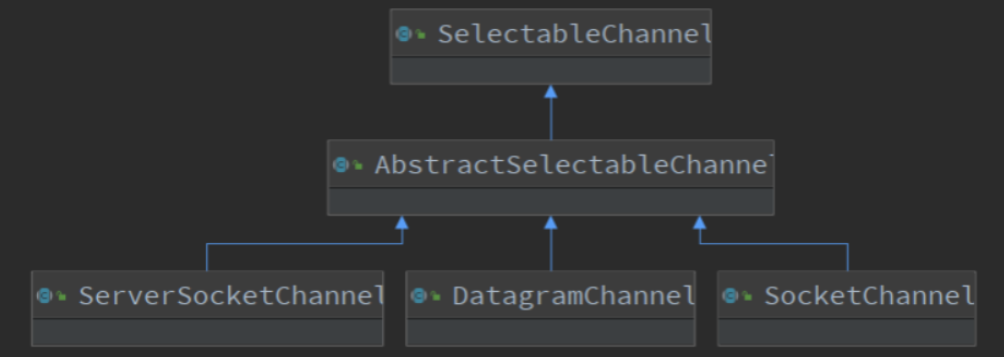 SelectableChannel
AbstractSelectableChannel
ServerSocketChannel
DatagramChannel
SocketChannel